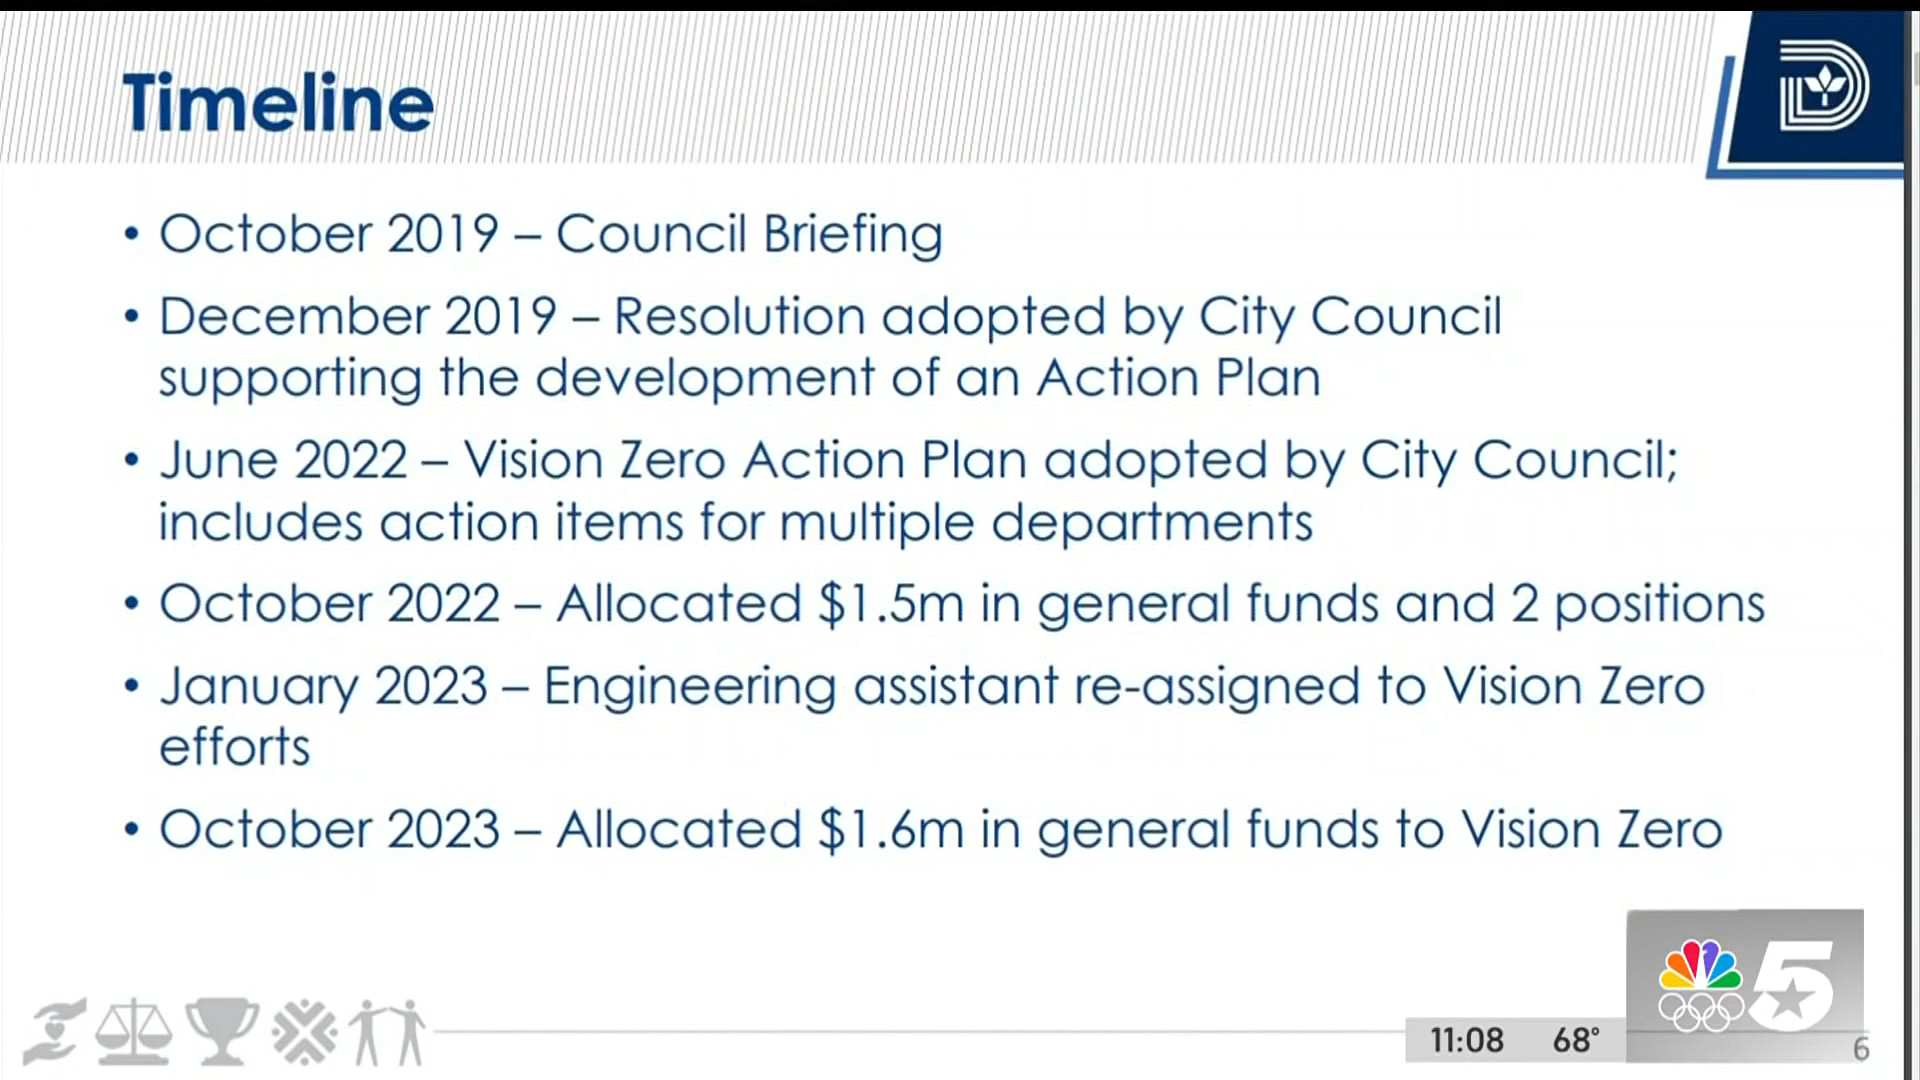 Timeline
• October 2019 – Council Briefing
• December 2019 – Resolution adopted by City Council
supporting the development of an Action Plan
• June 2022 – Vision Zero Action Plan adopted by City Council;
includes action items for multiple departments
• October 2022 – Allocated $1.5m in general funds and 2 positions
• January 2023 – Engineering assistant re-assigned to Vision Zero
efforts
• October 2023 – Allocated $1.6m in general funds to Vision Zero
5
11:08 68°
6